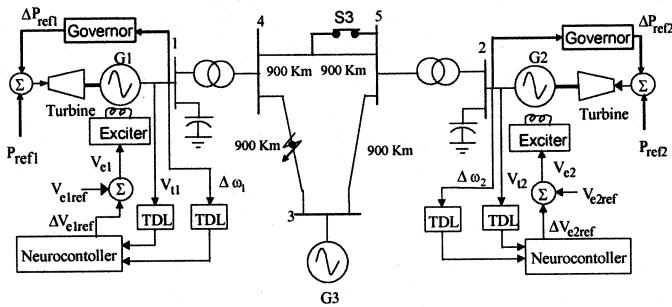 ΔPref1
Governor
G1
1
Σ
Turbine
Pref1
Exciter
Ve1
Ve1ref
Σ
ΔVe1ref
Vt1
Δω1
TDL
TDL
Neurocontoller
4
S3
5
900 Km
900 Km
900 Km
900 Km
3
G3
2
G2
Governor
ΔPref2
Σ
Turbine
Pref2
Exciter
Ve2
Σ
Ve2ref
ΔVe2ref
Δω2
Vt2
TDL
TDL
Neurocontoller